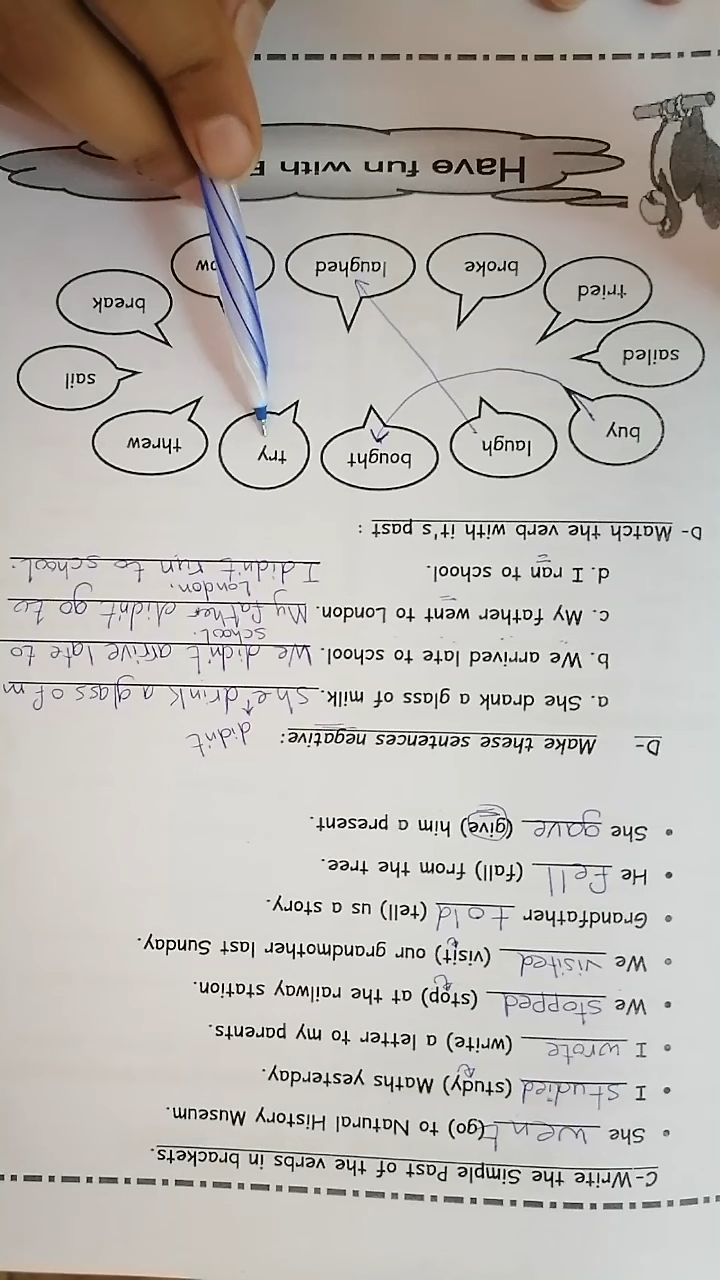 C-Write the Simple Past of the verbs in brackets.
• She went (go) to Natural History Museum.
• I studied (study) Maths yesterday.
• I wrote (write) a letter to my parents.
• We stopped (stop) at the railway station.
• We visited (visit) our grandmother last Sunday.
• Grandfather told (tell) us a story.
• He fell (fall) from the tree.
• She gave (give) him a present.
D- Make these sentences negative: didn't
a. She drank a glass of milk. She drink a glass of m
b. We arrived late to school. We didn't arrive late to
school.
c. My father went to London. My father didn't go to
London.
d. I ran to school. I didn't run to school.
D- Match the verb with it's past :
buy laugh bought try threw
sailed sail
tried break
broke laughed
Have fun with